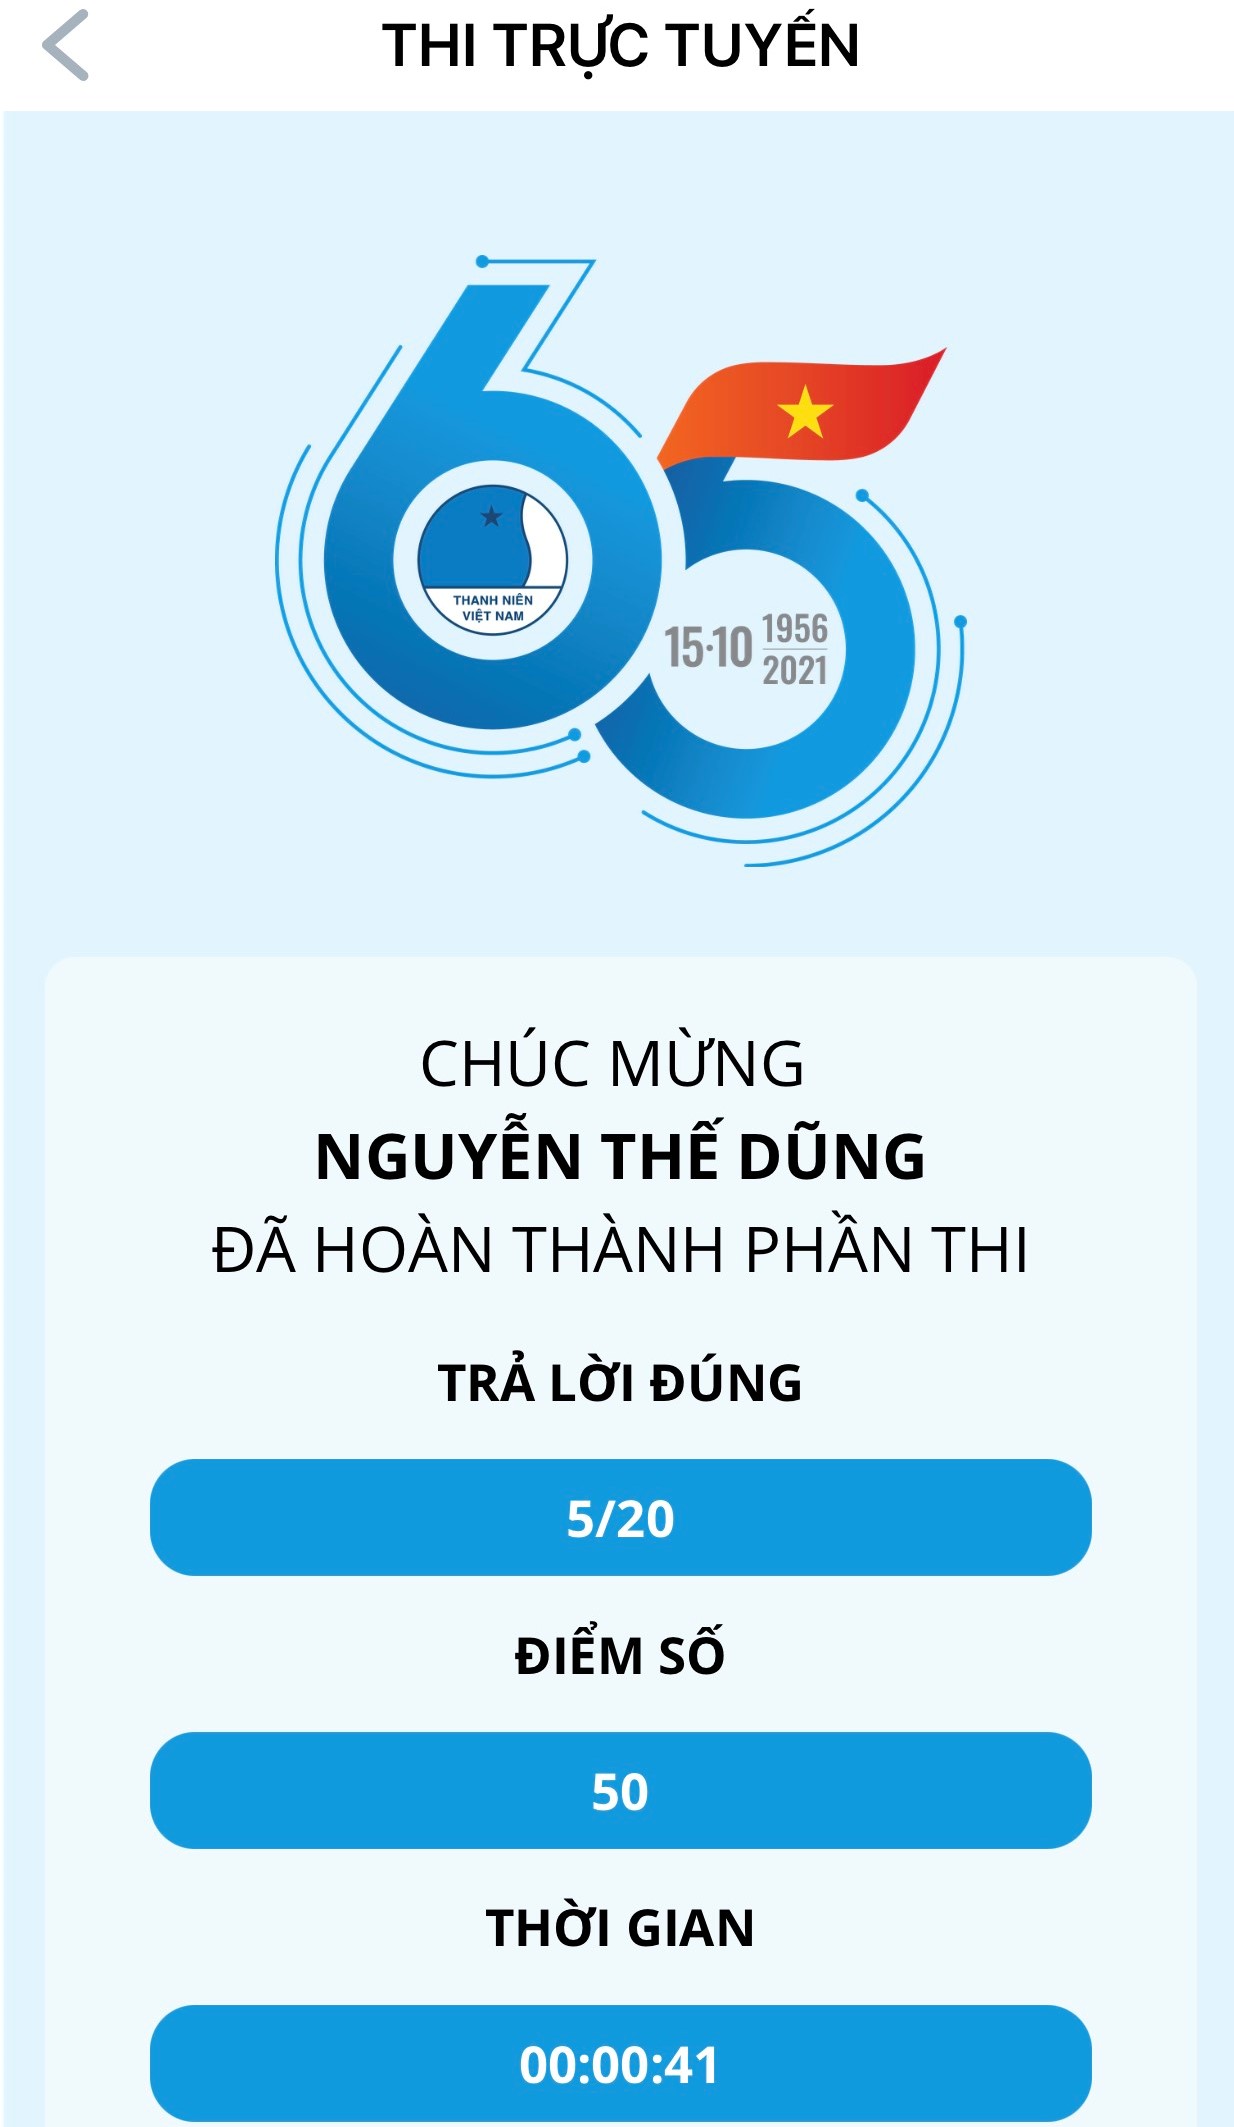 THI TRỰC TUYẾN
THANH NIÊN
VIỆT NAM
15·10 1956
2021
CHÚC MỪNG
NGUYỄN THẾ DŨNG
ĐÃ HOÀN THÀNH PHẦN THI
TRẢ LỜI ĐÚNG
5/20
ĐIỂM SỐ
50
THỜI GIAN
00:00:41